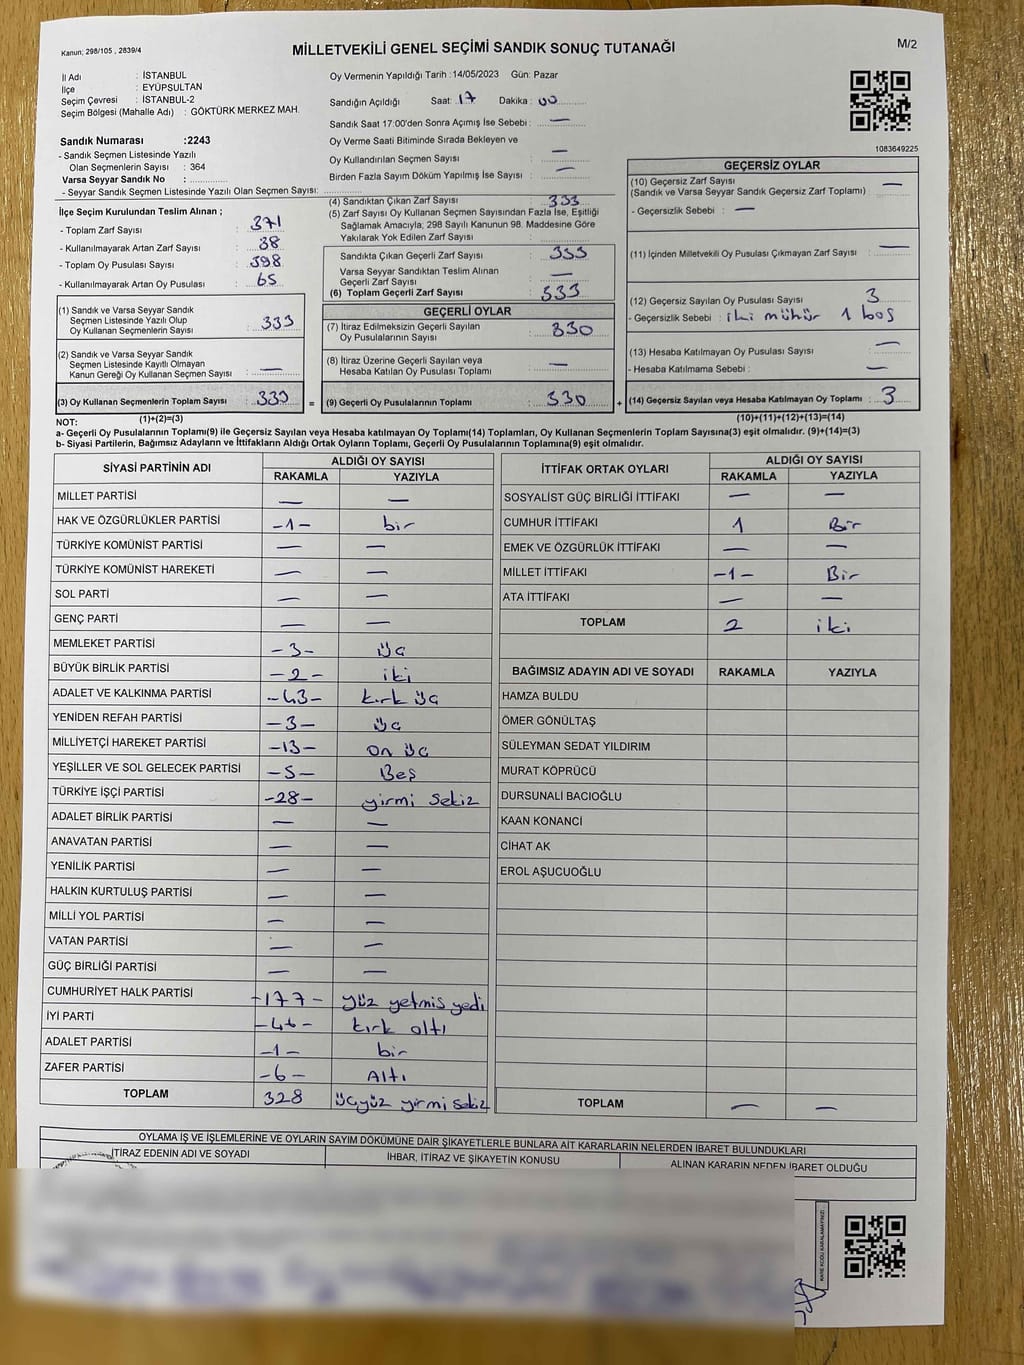 Kanun; 298/105 , 2839/4
MİLLETVEKİLİ GENEL SEÇİMİ SANDIK SONUÇ TUTANAĞI
M/2
İl Adı : İSTANBUL
İlçe : EYÜPSULTAN
Seçim Çevresi : İSTANBUL-2
Seçim Bölgesi (Mahalle Adı) : GÖKTÜRK MERKEZ MAH.
Sandık Numarası :2243
- Sandık Seçmen Listesinde Yazılı
Olan Seçmenlerin Sayısı : 364
Varsa Seyyar Sandık No :
- Seyyar Sandık Seçmen Listesinde Yazılı Olan Seçmen Sayısı:
Oy Vermenin Yapıldığı Tarih :14/05/2023 Gün: Pazar
Sandığın Açıldığı Saat: 17 Dakika : 00
Sandık Saat 17:00'den Sonra Açımış İse Sebebi : —
Oy Verme Saati Bitiminde Sırada Bekleyen ve
Oy Kullandırılan Seçmen Sayısı : —
Birden Fazla Sayım Döküm Yapılmış İse Sayısı : —
1083649225
İlçe Seçim Kurulundan Teslim Alınan ;
- Toplam Zarf Sayısı : 371
- Kullanılmayarak Artan Zarf Sayısı : 38
- Toplam Oy Pusulası Sayısı : 398
- Kullanılmayarak Artan Oy Pusulası : 65
(1) Sandık ve Varsa Seyyar Sandık
Seçmen Listesinde Yazılı Olup
Oy Kullanan Seçmenlerin Sayısı : 333
(2) Sandık ve Varsa Seyyar Sandık
Seçmen Listesinde Kayıtlı Olmayan
Kanun Gereği Oy Kullanan Seçmen Sayısı : —
(3) Oy Kullanan Seçmenlerin Toplam Sayısı : 333 =
(1)+(2)=(3)
(4) Sandıktan Çıkan Zarf Sayısı : 333
(5) Zarf Sayısı Oy Kullanan Seçmen Sayısından Fazla İse, Eşitliği
Sağlamak Amacıyla; 298 Sayılı Kanunun 98. Maddesine Göre
Yakılarak Yok Edilen Zarf Sayısı :
Sandıkta Çıkan Geçerli Zarf Sayısı : 333
Varsa Seyyar Sandıktan Teslim Alınan
Geçerli Zarf Sayısı : —
(6) Toplam Geçerli Zarf Sayısı : 333
GEÇERLİ OYLAR
(7) İtiraz Edilmeksizin Geçerli Sayılan
Oy Pusulalarının Sayısı : 330
(8) İtiraz Üzerine Geçerli Sayılan veya
Hesaba Katılan Oy Pusulası Toplamı : —
(9) Geçerli Oy Pusulalarının Toplamı : 330 +
GEÇERSİZ OYLAR
(10) Geçersiz Zarf Sayısı : —
(Sandık ve Varsa Seyyar Sandık Geçersiz Zarf Toplamı)
- Geçersizlik Sebebi : —
(11) İçinden Milletvekili Oy Pusulası Çıkmayan Zarf Sayısı : —
(12) Geçersiz Sayılan Oy Pusulası Sayısı : 3
- Geçersizlik Sebebi : iki mühür 1 boş
(13) Hesaba Katılmayan Oy Pusulası Sayısı : —
- Hesaba Katılmama Sebebi : —
(14) Geçersiz Sayılan veya Hesaba Katılmayan Oy Toplamı : 3
(10)+(11)+(12)+(13)=(14)
NOT:
a- Geçerli Oy Pusulalarının Toplamı(9) ile Geçersiz Sayılan veya Hesaba katılmayan Oy Toplamı(14) Toplamları, Oy Kullanan Seçmenlerin Toplam Sayısına(3) eşit olmalıdır. (9)+(14)=(3)
b- Siyasi Partilerin, Bağımsız Adayların ve İttifakların Aldığı Ortak Oyların Toplamı, Geçerli Oy Pusulalarının Toplamına(9) eşit olmalıdır.
SİYASİ PARTİNİN ADI ALDIĞI OY SAYISI
RAKAMLA YAZIYLA
MİLLET PARTİSİ — —
HAK VE ÖZGÜRLÜKLER PARTİSİ -1- bir
TÜRKİYE KOMÜNİST PARTİSİ — —
TÜRKİYE KOMÜNİST HAREKETİ — —
SOL PARTİ — —
GENÇ PARTİ — —
MEMLEKET PARTİSİ -3- üç
BÜYÜK BİRLİK PARTİSİ -2- iki
ADALET VE KALKINMA PARTİSİ -43- kırk üç
YENİDEN REFAH PARTİSİ -3- üç
MİLLİYETÇİ HAREKET PARTİSİ -13- on üç
YEŞİLLER VE SOL GELECEK PARTİSİ -5- Beş
TÜRKİYE İŞÇİ PARTİSİ -28- yirmi sekiz
ADALET BİRLİK PARTİSİ — —
ANAVATAN PARTİSİ — —
YENİLİK PARTİSİ — —
HALKIN KURTULUŞ PARTİSİ — —
MİLLİ YOL PARTİSİ — —
VATAN PARTİSİ — —
GÜÇ BİRLİĞİ PARTİSİ — —
CUMHURİYET HALK PARTİSİ -177- yüz yetmis yedi
İYİ PARTİ -46- kırk altı
ADALET PARTİSİ -1- bir
ZAFER PARTİSİ -6- Altı
TOPLAM 328 üçyüz yirmi sekiz
İTTİFAK ORTAK OYLARI ALDIĞI OY SAYISI
RAKAMLA YAZIYLA
SOSYALİST GÜÇ BİRLİĞİ İTTİFAKI — —
CUMHUR İTTİFAKI 1 Bir
EMEK VE ÖZGÜRLÜK İTTİFAKI — —
MİLLET İTTİFAKI -1- Bir
ATA İTTİFAKI — —
TOPLAM 2 iki
BAĞIMSIZ ADAYIN ADI VE SOYADI RAKAMLA YAZIYLA
HAMZA BULDU
ÖMER GÖNÜLTAŞ
SÜLEYMAN SEDAT YILDIRIM
MURAT KÖPRÜCÜ
DURSUNALİ BACIOĞLU
KAAN KONANCİ
CİHAT AK
EROL AŞUCUOĞLU
TOPLAM — —
OYLAMA İŞ VE İŞLEMLERİNE VE OYLARIN SAYIM DÖKÜMÜNE DAİR ŞİKAYETLERLE BUNLARA AİT KARARLARIN NELERDEN İBARET BULUNDUKLARI
İTİRAZ EDENİN ADI VE SOYADI İHBAR, İTİRAZ VE ŞİKAYETİN KONUSU ALINAN KARARIN NEDEN İBARET OLDUĞU
KARE KODU KARALAMAYINIZ!